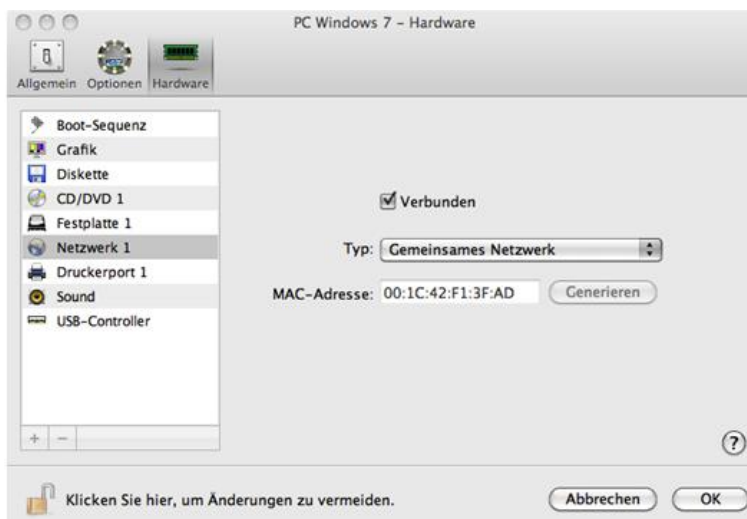 PC Windows 7 – Hardware
Allgemein Optionen Hardware
Boot-Sequenz
Grafik
Diskette
CD/DVD 1
Festplatte 1
Netzwerk 1
Druckerport 1
Sound
USB-Controller
Verbunden
Typ: Gemeinsames Netzwerk
MAC-Adresse: 00:1C:42:F1:3F:AD Generieren
+ −
?
Klicken Sie hier, um Änderungen zu vermeiden.
Abbrechen OK